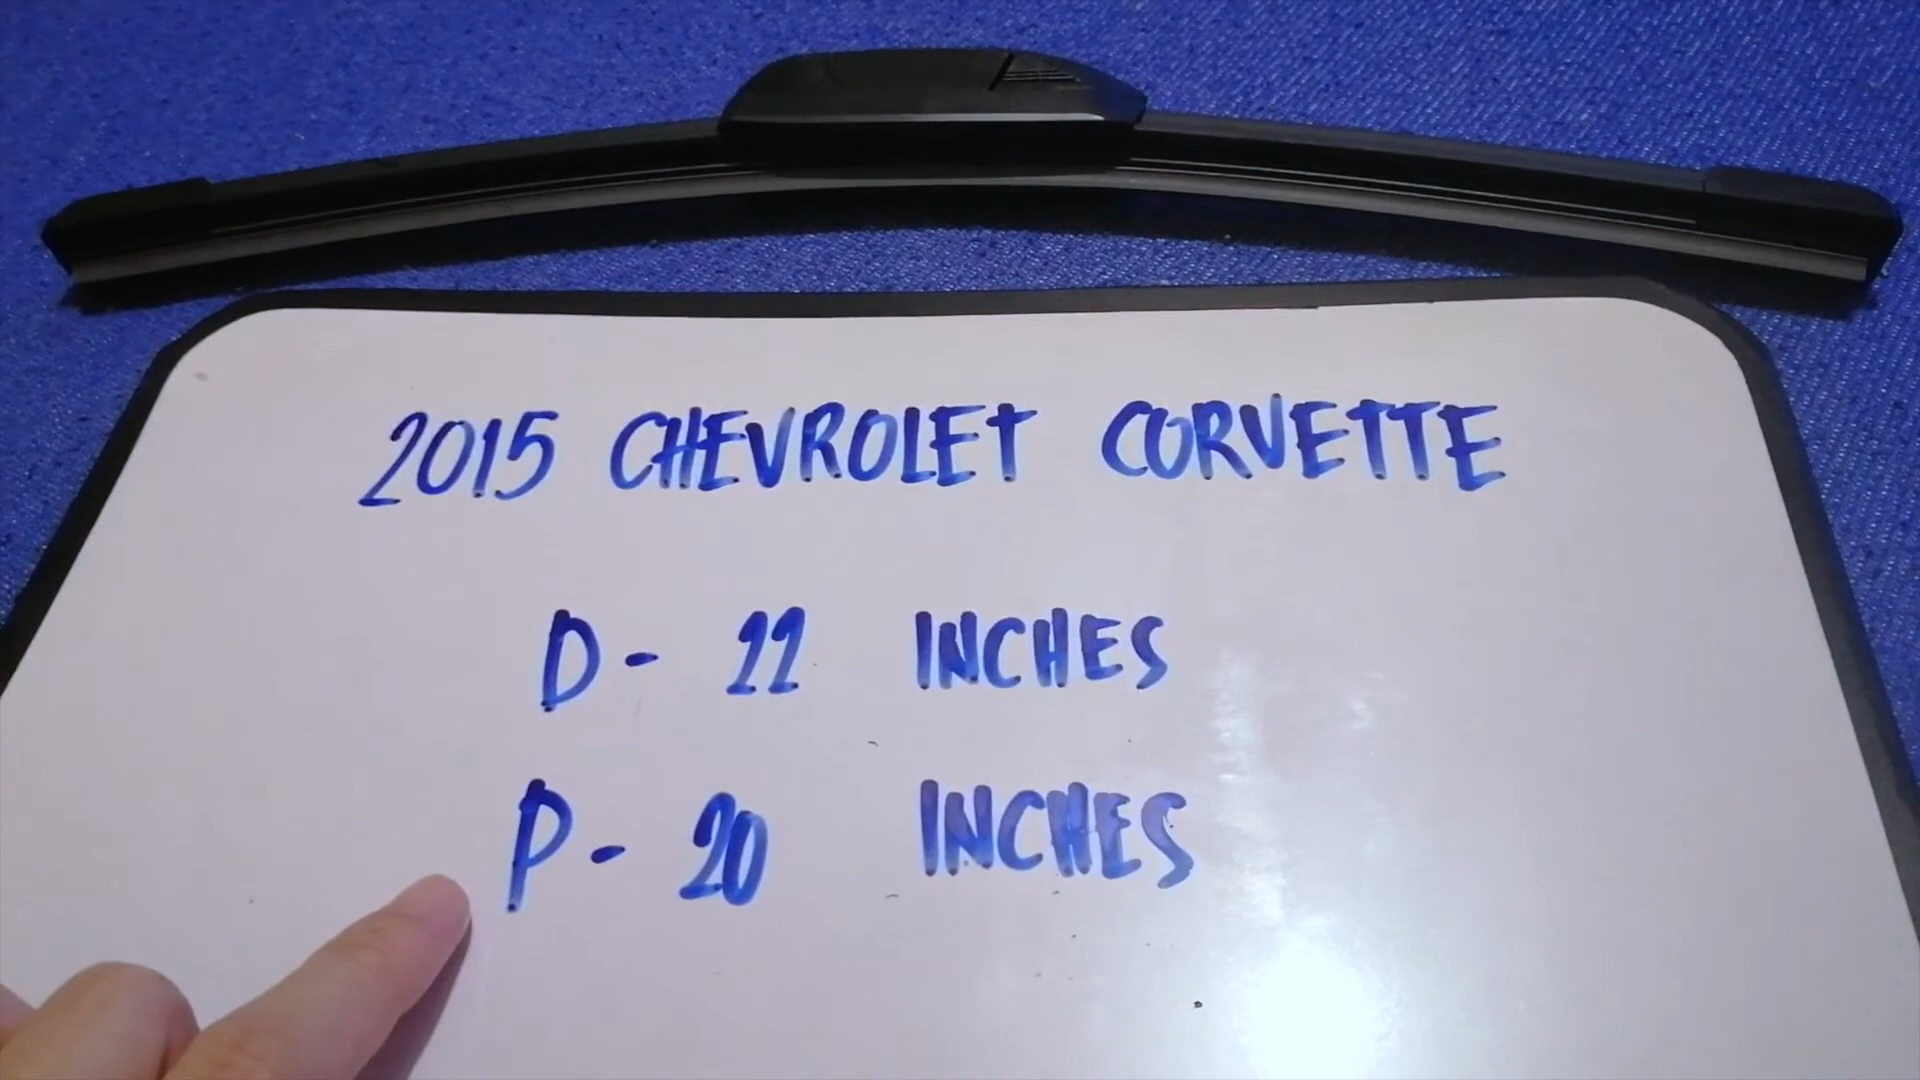 2015 CHEVROLET CORVETTE
D - 22 INCHES
P - 20 INCHES